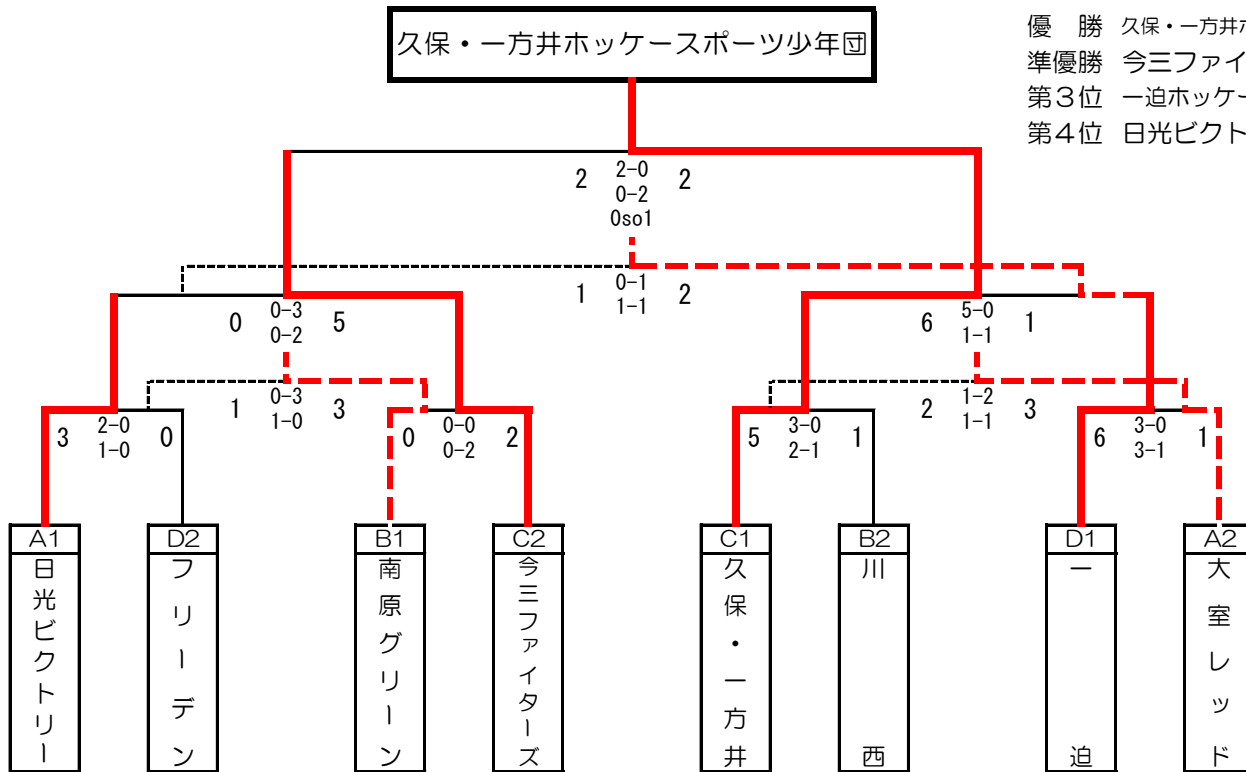 久保・一方井ホッケースポーツ少年団
優　勝 久保・一方井
準優勝 今三ファイ
第３位 一迫ホッケー
第４位 日光ビクト
2 2-0 2
0-2
0so1
1 0-1 2
1-1
0 0-3 5
0-2
6 5-0 1
1-1
1 0-3 3
1-0
2 1-2 3
1-1
3 2-0 0
1-0
0 0-0 2
0-2
5 3-0 1
2-1
6 3-0 1
3-1
A1 D2 B1 C2 C1 B2 D1 A2
日光ビクトリー
フリーデン
南原グリーン
今三ファイターズ
久保・一方井
川西
一迫
大室レッド